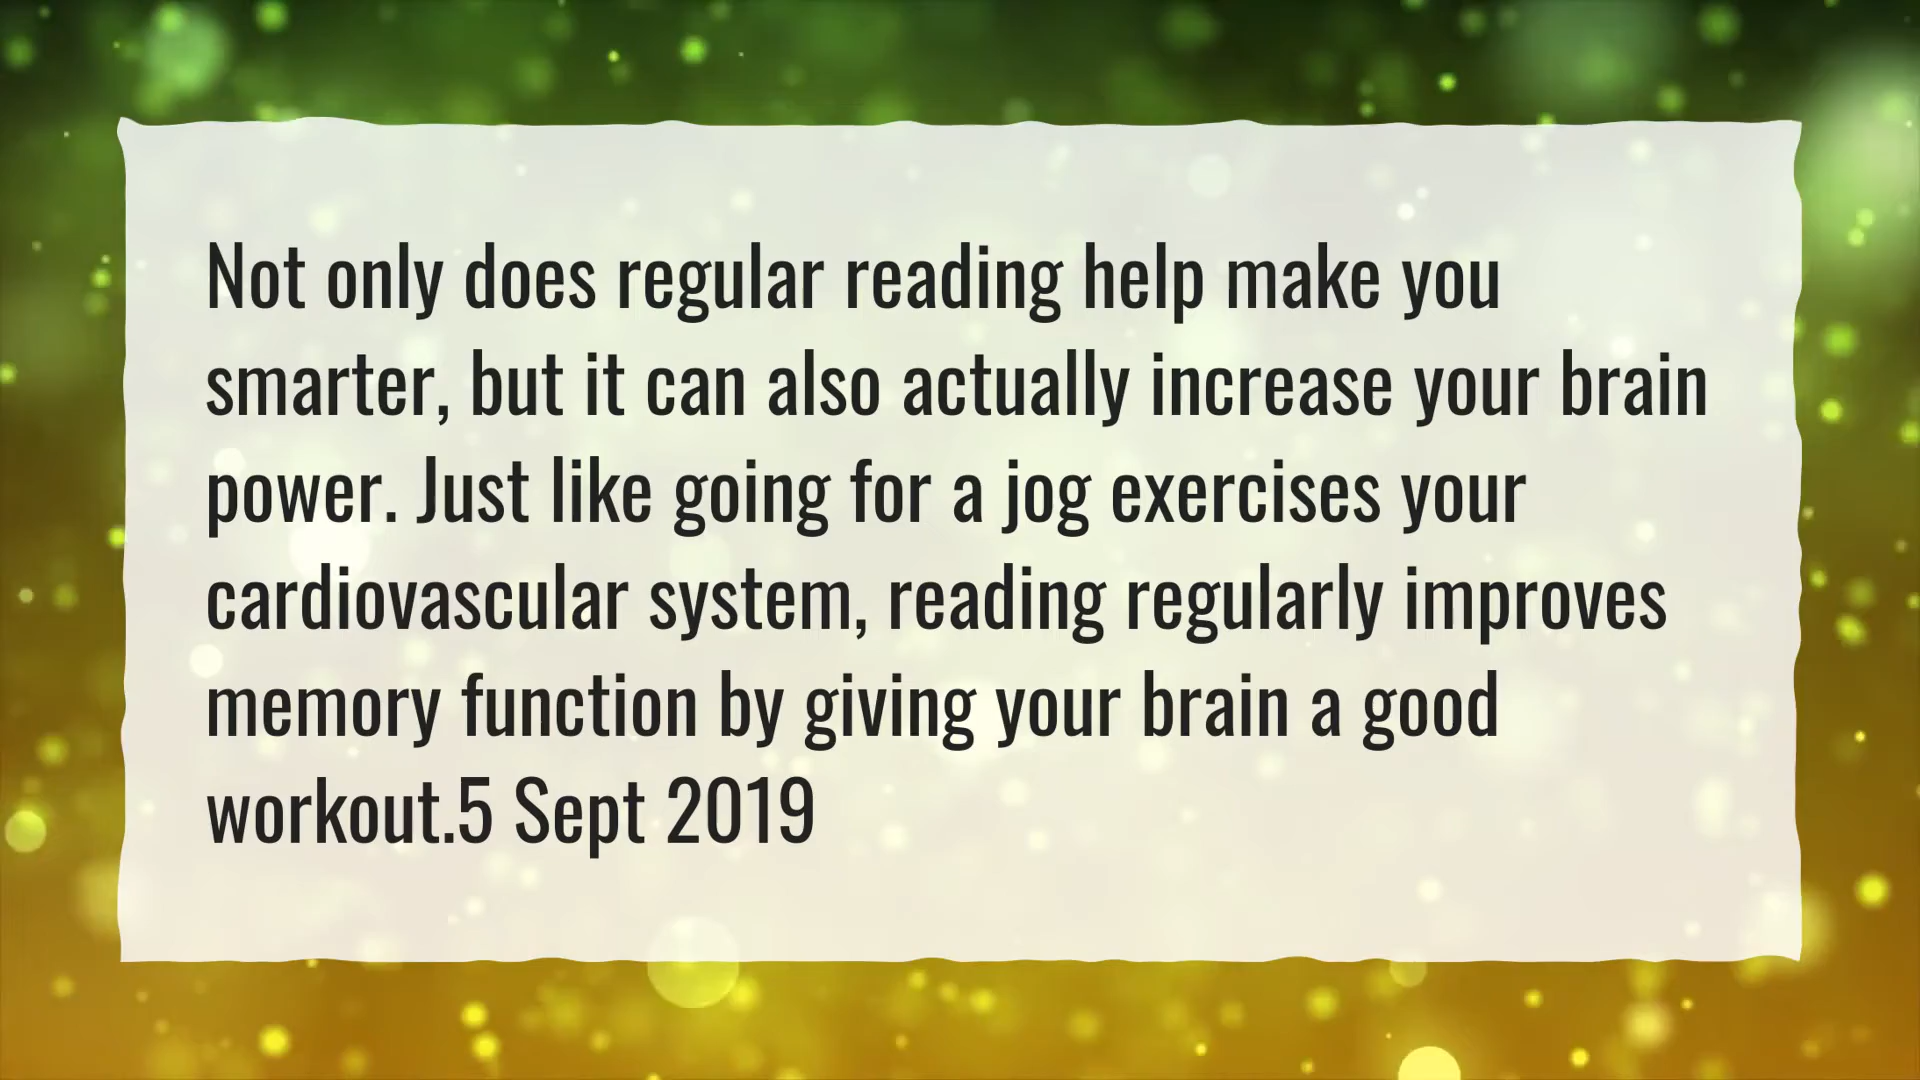 Not only does regular reading help make you
smarter, but it can also actually increase your brain
power. Just like going for a jog exercises your
cardiovascular system, reading regularly improves
memory function by giving your brain a good
workout.5 Sept 2019